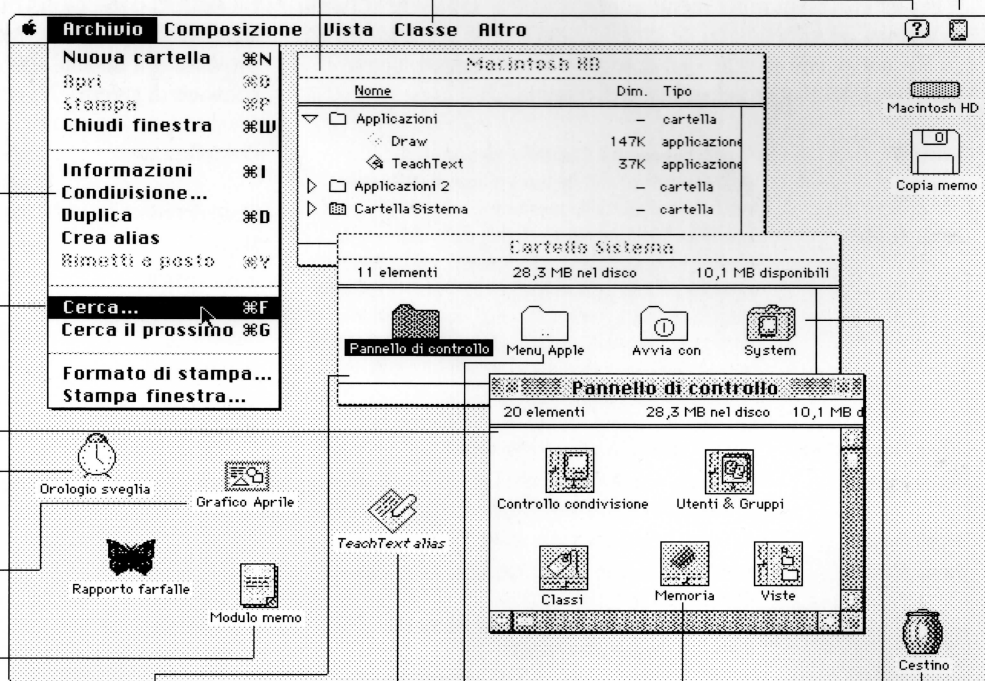 Archivio Composizione Vista Classe Altro
Nuova cartella ⌘N
Apri ⌘O
Stampa ⌘P
Chiudi finestra ⌘W
Informazioni ⌘I
Condivisione...
Duplica ⌘D
Crea alias
Rimetti a posto ⌘Y
Cerca... ⌘F
Cerca il prossimo ⌘G
Formato di stampa...
Stampa finestra...
Macintosh HD
Nome Dim. Tipo
Applicazioni – cartella
Draw 147K applicazione
TeachText 37K applicazione
Applicazioni 2 – cartella
Cartella Sistema – cartella
Cartella Sistema
11 elementi 28,3 MB nel disco 10,1 MB disponibili
Pannello di controllo Menu Apple Avvia con System
Pannello di controllo
20 elementi 28,3 MB nel disco 10,1 MB d
Controllo condivisione Utenti & Gruppi
Classi Memoria Viste
Macintosh HD
Copia memo
Orologio sveglia
Grafico Aprile
TeachText alias
Rapporto farfalle
Modulo memo
Cestino